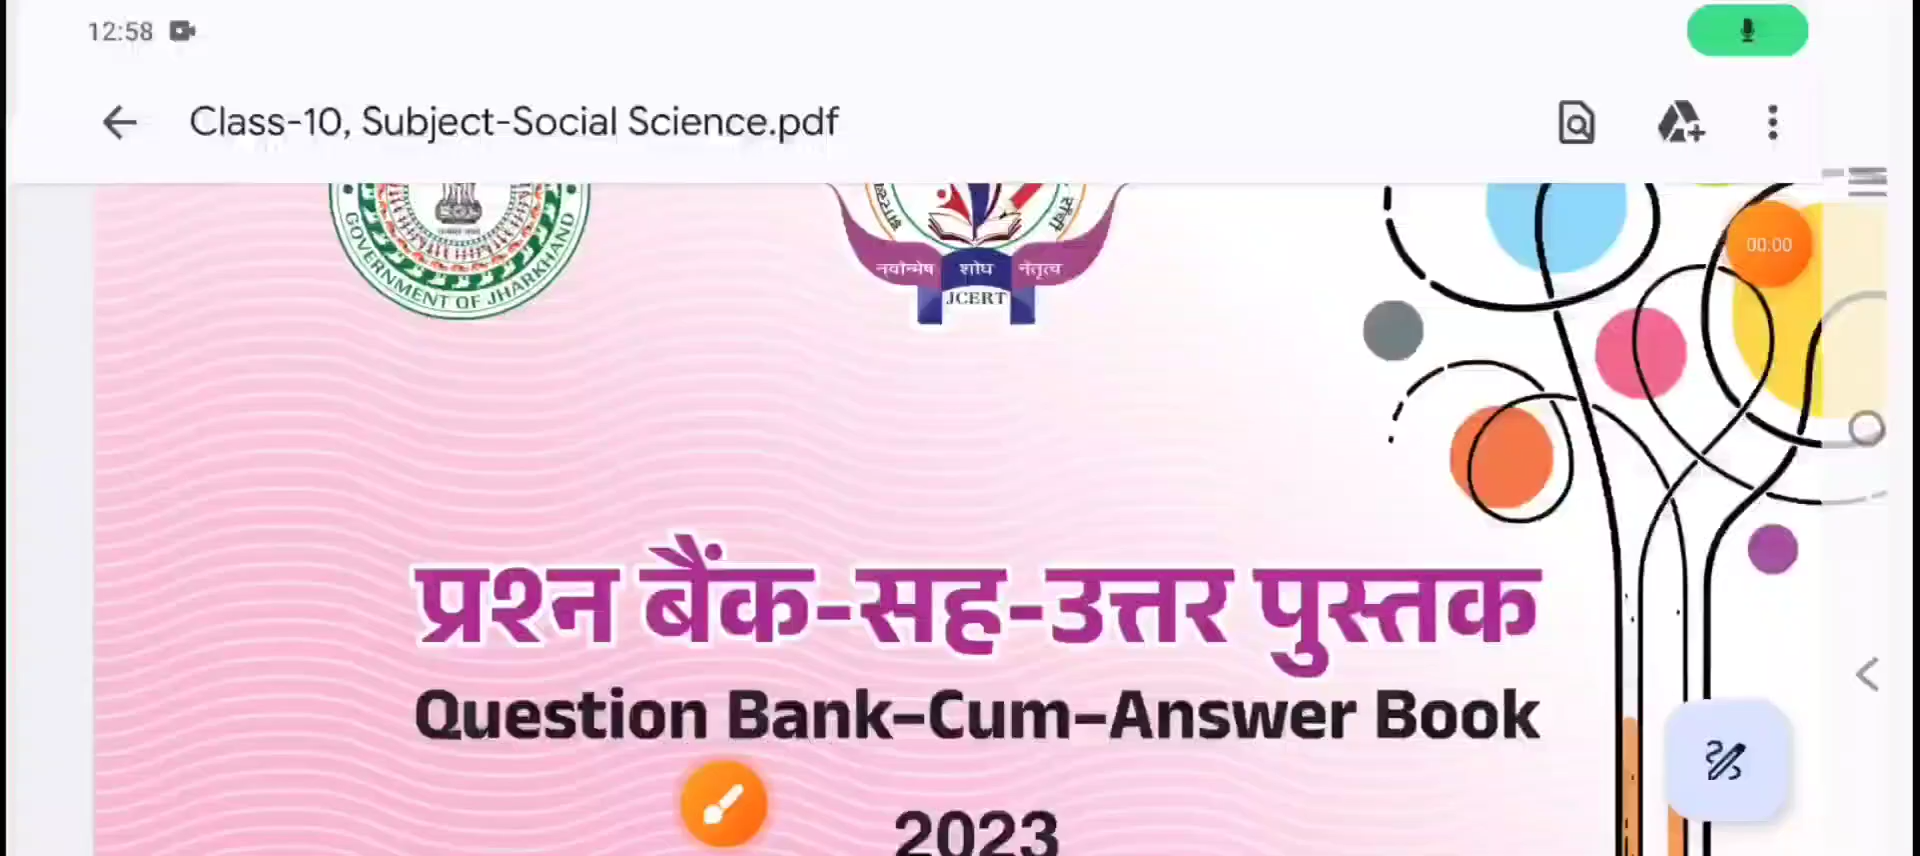 12:58
Class-10, Subject-Social Science.pdf
GOVERNMENT OF JHARKHAND
नवोन्मेष शोध नेतृत्व
JCERT
00:00
प्रश्न बैंक-सह-उत्तर पुस्तक
Question Bank–Cum–Answer Book
2023